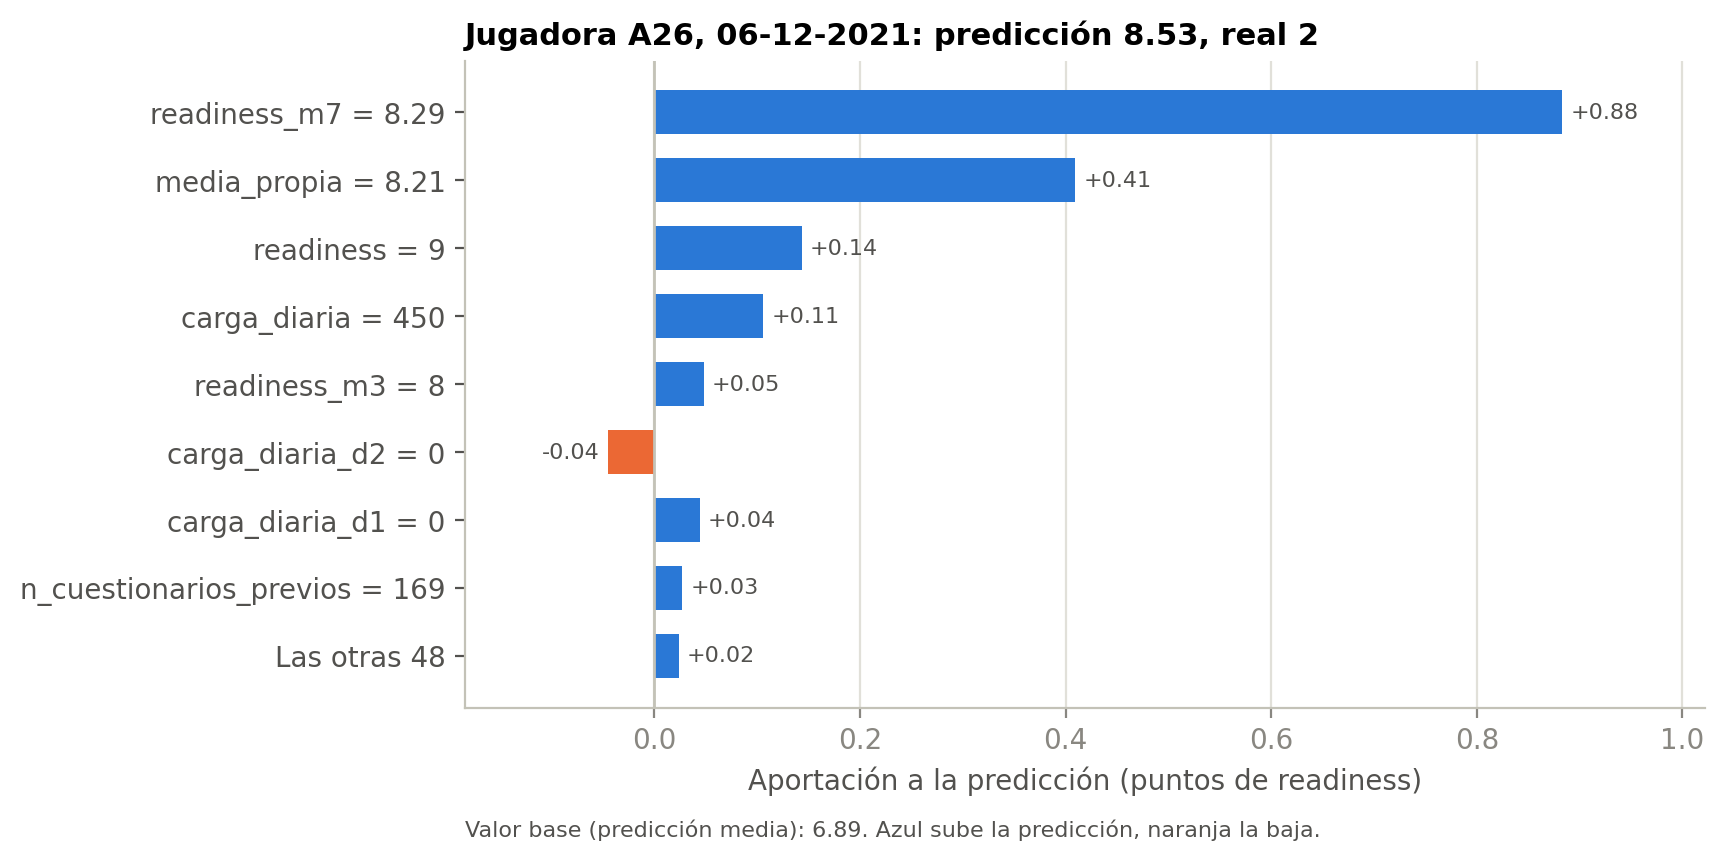 Jugadora A26, 06-12-2021: predicción 8.53, real 2
readiness_m7 = 8.29
+0.88
media_propia = 8.21
+0.41
readiness = 9
+0.14
carga_diaria = 450
+0.11
readiness_m3 = 8
+0.05
carga_diaria_d2 = 0
-0.04
carga_diaria_d1 = 0
+0.04
n_cuestionarios_previos = 169
+0.03
Las otras 48
+0.02
0.0 0.2 0.4 0.6 0.8 1.0
Aportación a la predicción (puntos de readiness)
Valor base (predicción media): 6.89. Azul sube la predicción, naranja la baja.